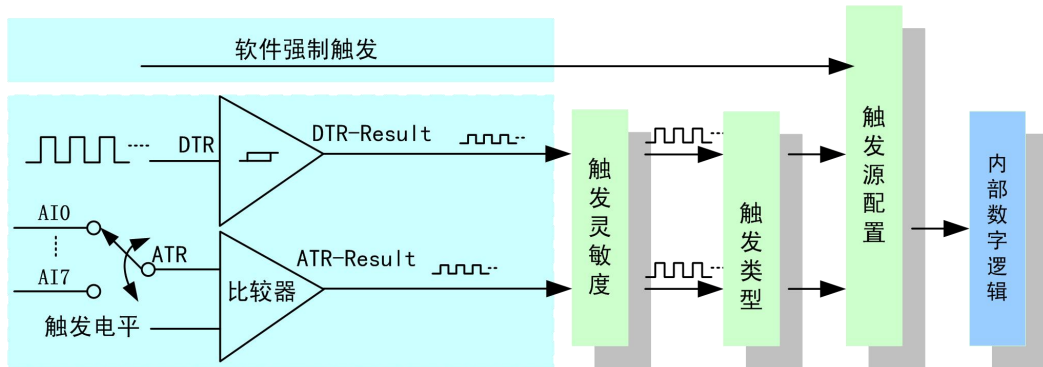 软件强制触发
DTR
DTR-Result
AI0
AI7
ATR
触发电平
比较器
ATR-Result
触发灵敏度
触发类型
触发源配置
内部数字逻辑